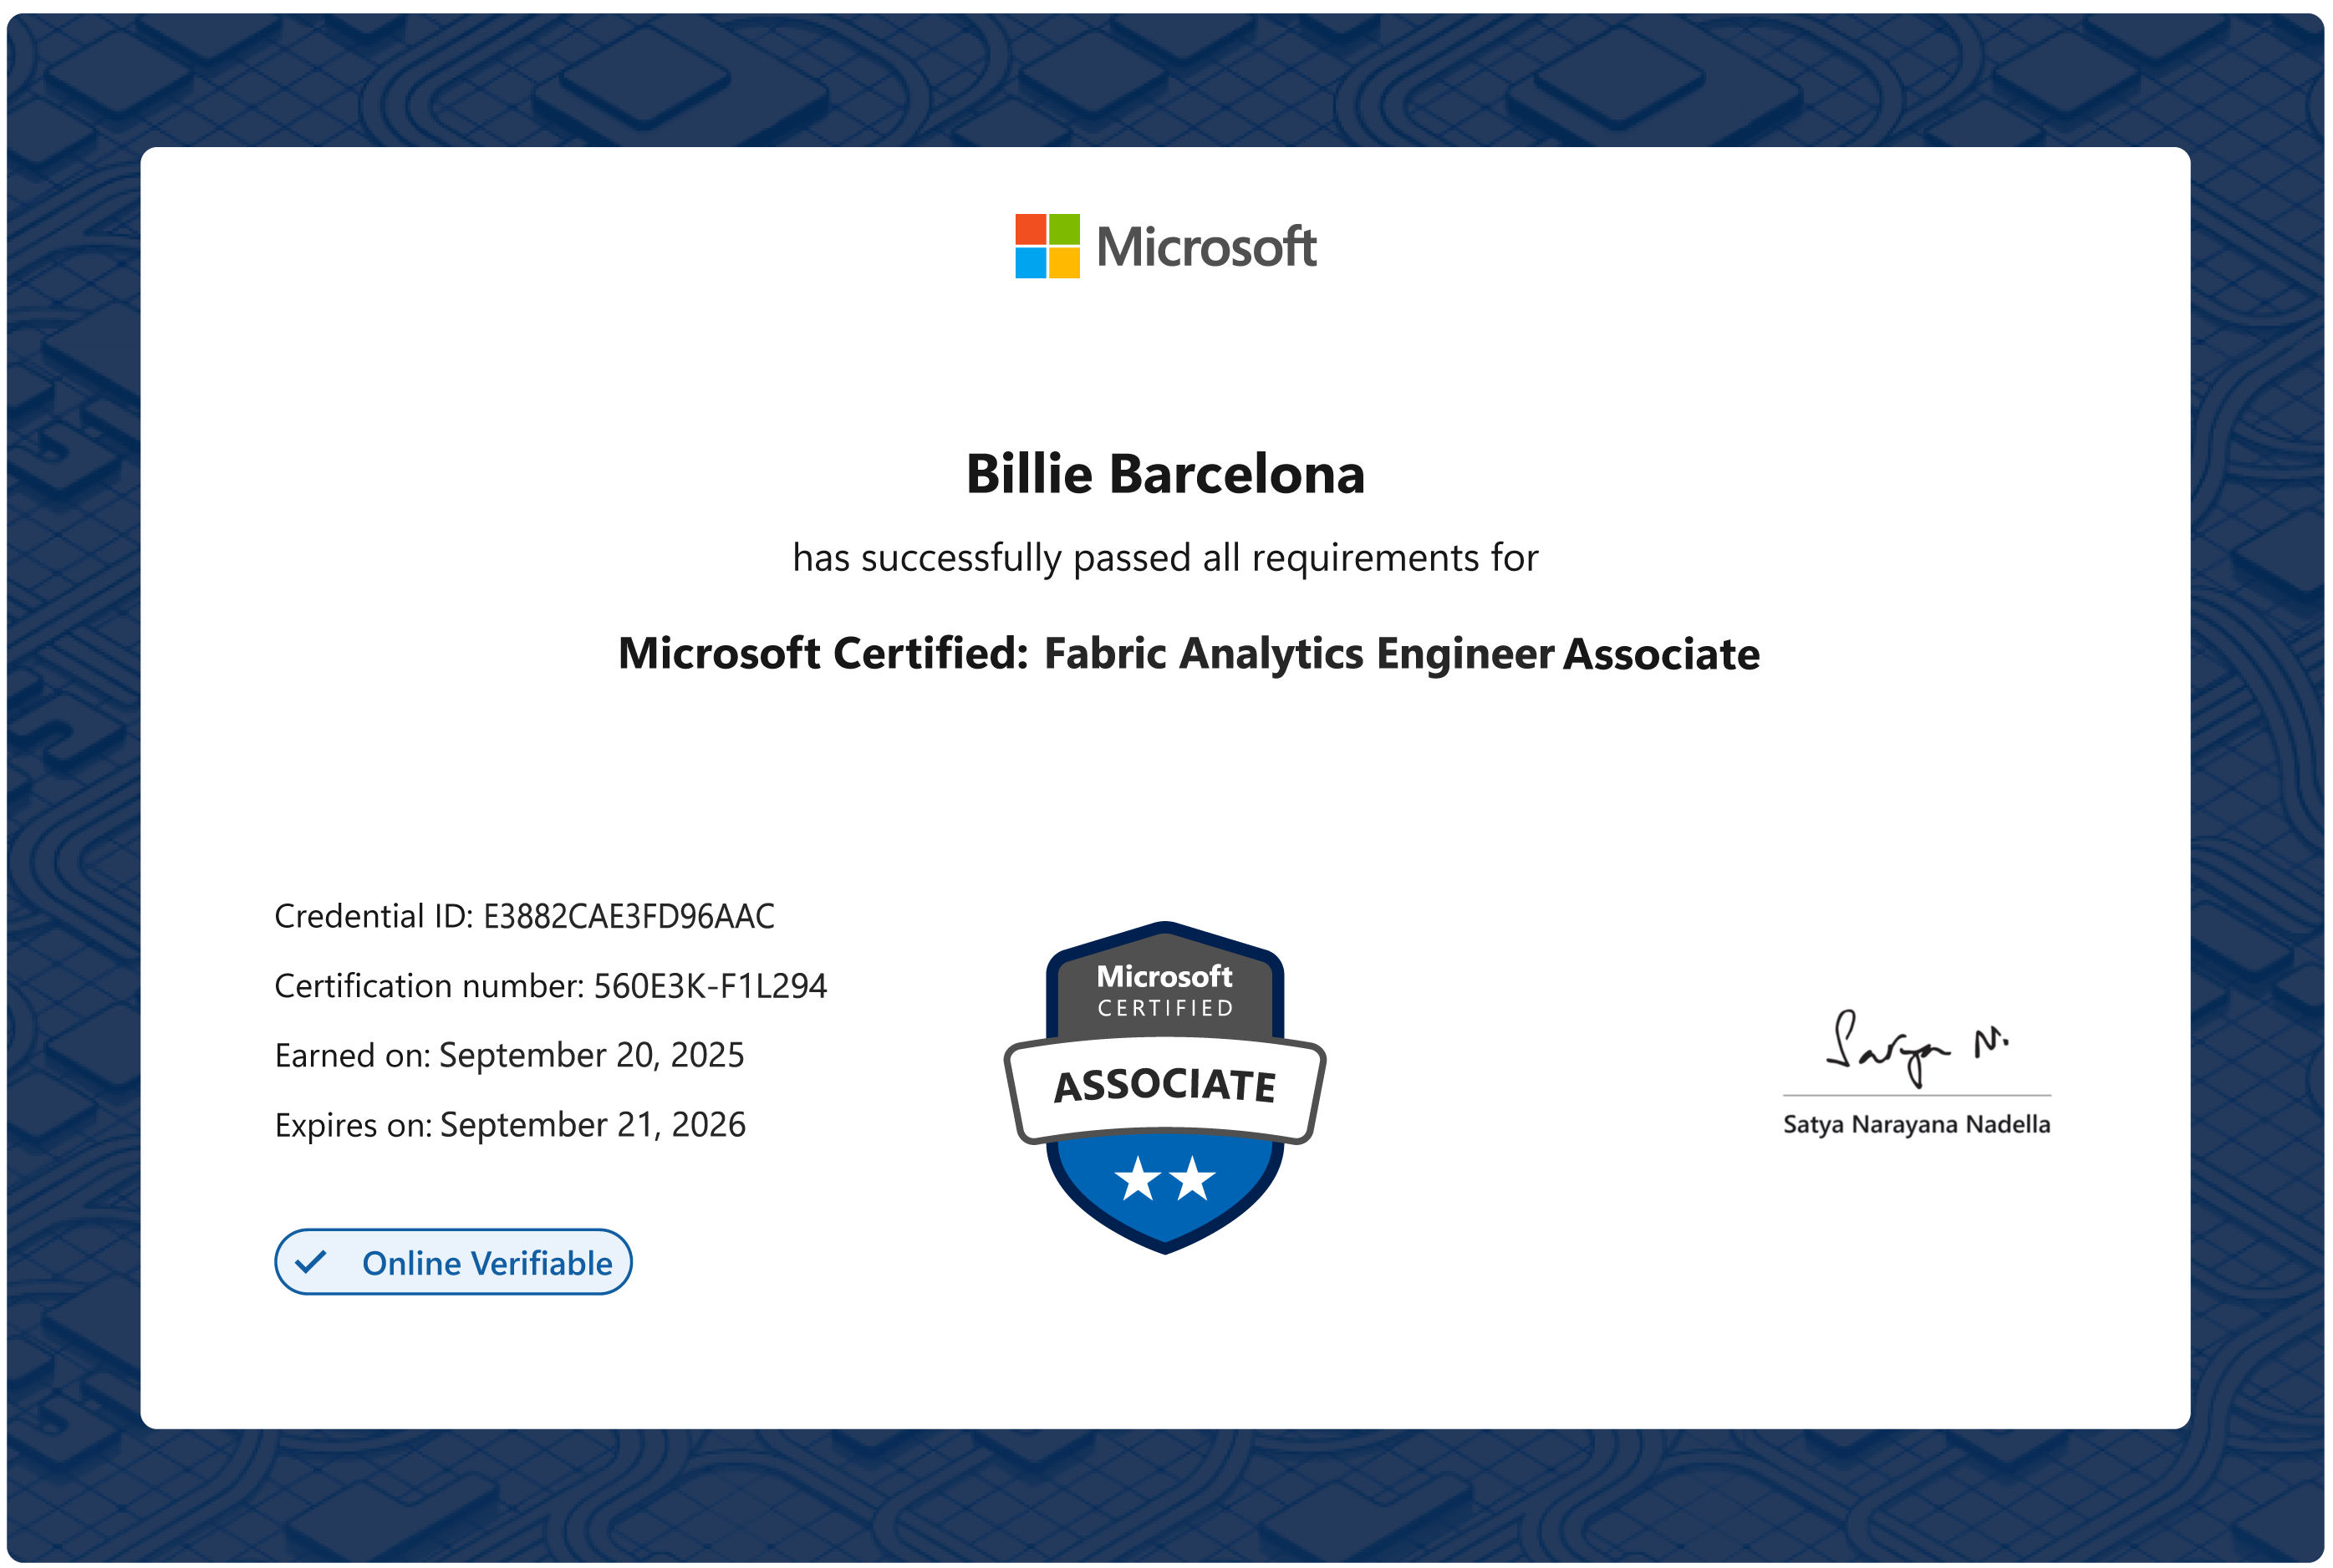 Microsoft
Billie Barcelona
has successfully passed all requirements for
Microsoft Certified: Fabric Analytics Engineer Associate
Credential ID: E3882CAE3FD96AAC
Certification number: 560E3K-F1L294
Earned on: September 20, 2025
Expires on: September 21, 2026
Online Verifiable
Microsoft
CERTIFIED
ASSOCIATE
Satya N.
Satya Narayana Nadella